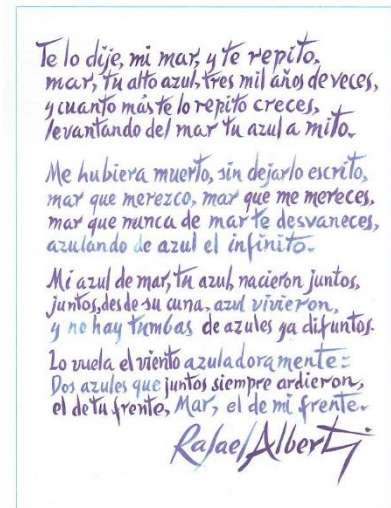 Te lo dije, mi mar, y te repito,
mar, tu alto azul, tres mil años de veces,
y cuanto más te lo repito creces,
levantando del mar tu azul a mito.
Me hubiera muerto, sin dejarlo escrito,
mar que merezco, mar que me mereces,
mar que nunca de mar te desvaneces,
azulando de azul el infinito.
Mi azul de mar, tu azul, nacieron juntos,
juntos, desde su cuna, azul vivieron,
y no hay tumbas de azules ya difuntos.
Lo vuela el viento azuladoramente:
Dos azules que juntos siempre ardieron,
el de tu frente, Mar, el de mi frente.
Rafael Alberti